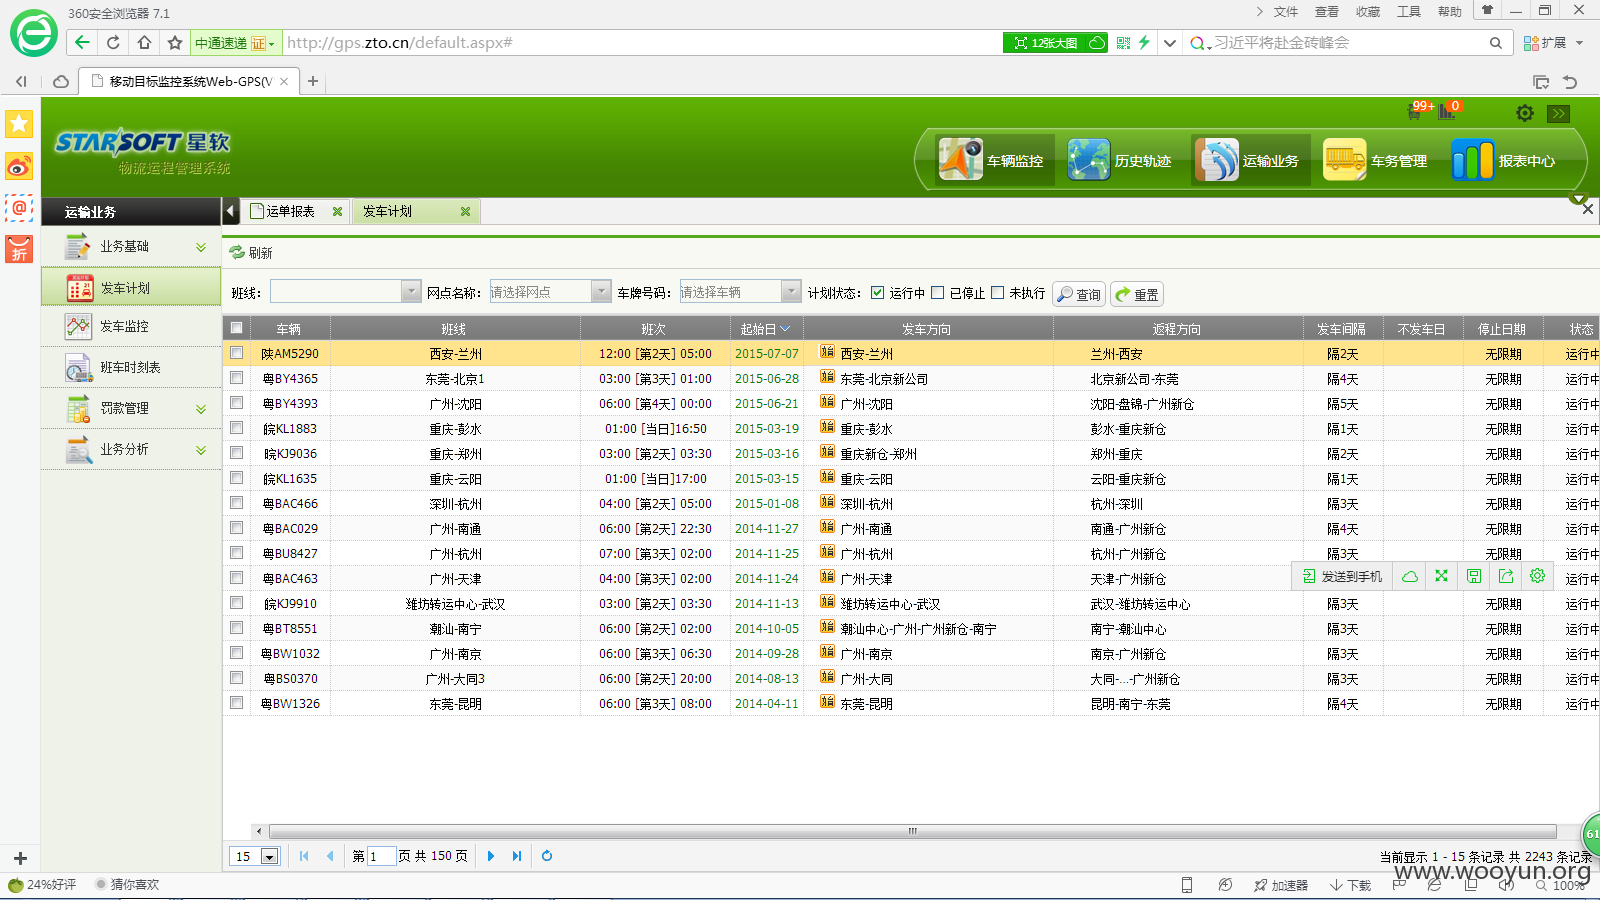 360安全浏览器 7.1
文件 查看 收藏 工具 帮助
中通速递 证 http://gps.zto.cn/default.aspx# 12张大图 习近平将赴金砖峰会 扩展
移动目标监控系统Web-GPS(V
99+ 0
STARSOFT 星软
物流运程管理系统
车辆监控 历史轨迹 运输业务 车务管理 报表中心
运输业务 运单报表 发车计划
业务基础
发车计划
发车监控
班车时刻表
罚款管理
业务分析
刷新
班线: 网点名称: 请选择网点 车牌号码: 请选择车辆 计划状态: 运行中 已停止 未执行 查询 重置
车辆 班线 班次 起始日 发车方向 返程方向 发车间隔 不发车日 停止日期 状态
陕AM5290 西安-兰州 12:00 [第2天] 05:00 2015-07-07 西安-兰州 兰州-西安 隔2天 无限期 运行中
粤BY4365 东莞-北京1 03:00 [第3天] 01:00 2015-06-28 东莞-北京新公司 北京新公司-东莞 隔4天 无限期 运行中
粤BY4393 广州-沈阳 06:00 [第4天] 00:00 2015-06-21 广州-沈阳 沈阳-盘锦-广州新仓 隔5天 无限期 运行中
皖KL1883 重庆-彭水 01:00 [当日]16:50 2015-03-19 重庆-彭水 彭水-重庆新仓 隔1天 无限期 运行中
皖KJ9036 重庆-郑州 03:00 [第2天] 03:30 2015-03-16 重庆新仓-郑州 郑州-重庆 隔2天 无限期 运行中
皖KL1635 重庆-云阳 01:00 [当日]17:00 2015-03-15 重庆-云阳 云阳-重庆新仓 隔1天 无限期 运行中
粤BAC466 深圳-杭州 04:00 [第2天] 05:00 2015-01-08 深圳-杭州 杭州-深圳 隔3天 无限期 运行中
粤BAC029 广州-南通 06:00 [第2天] 22:30 2014-11-27 广州-南通 南通-广州新仓 隔4天 无限期 运行中
粤BU8427 广州-杭州 07:00 [第3天] 02:00 2014-11-25 广州-杭州 杭州-广州新仓 隔3天 无限期 运行中
粤BAC463 广州-天津 04:00 [第3天] 02:00 2014-11-24 广州-天津 天津-广州新仓 发送到手机 运行中
皖KJ9910 潍坊转运中心-武汉 03:00 [第2天] 03:30 2014-11-13 潍坊转运中心-武汉 武汉-潍坊转运中心 隔3天 无限期 运行中
粤BT8551 潮汕-南宁 06:00 [第2天] 02:00 2014-10-05 潮汕中心-广州-广州新仓-南宁 南宁-潮汕中心 隔3天 无限期 运行中
粤BW1032 广州-南京 06:00 [第3天] 06:30 2014-09-28 广州-南京 南京-广州新仓 隔3天 无限期 运行中
粤BS0370 广州-大同3 06:00 [第2天] 20:00 2014-08-13 广州-大同 大同-...-广州新仓 隔3天 无限期 运行中
粤BW1326 东莞-昆明 06:00 [第3天] 08:00 2014-04-11 东莞-昆明 昆明-南宁-东莞 隔4天 无限期 运行中
61
15 第 1 页 共 150 页 当前显示 1 - 15 条记录 共 2243 条记录
www.wooyun.org
24%好评 猜你喜欢 加速器 下载 100%